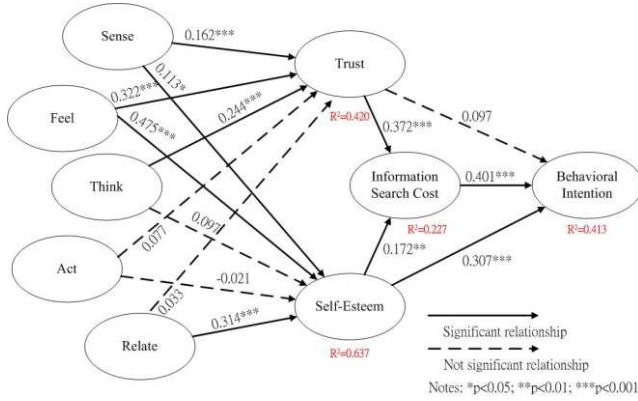 Sense
0.162***
Trust
0.113*
0.322***
Feel
0.244***
R²=0.420
0.097
0.475***
0.372***
Think
Information
Search Cost
0.401***
Behavioral
Intention
0.097
R²=0.227
R²=0.413
0.077
Act
0.172**
0.307***
-0.021
0.033
Self-Esteem
0.314***
Relate
R²=0.637
Significant relationship
Not significant relationship
Notes: *p<0.05; **p<0.01; ***p<0.001